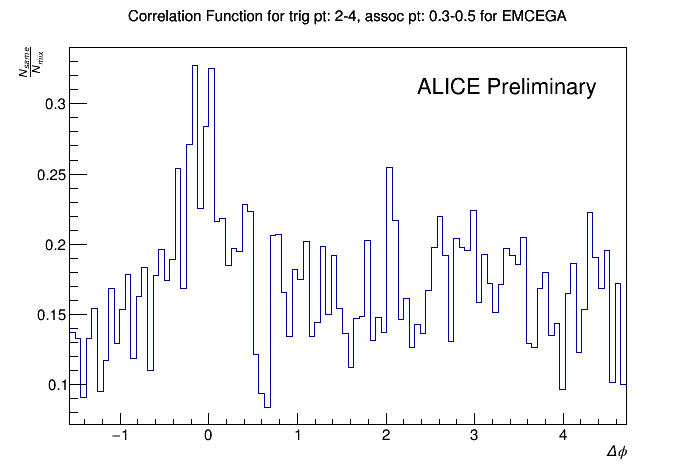 Correlation Function for trig pt: 2-4, assoc pt: 0.3-0.5 for EMCEGA
N_same
N_mix
ALICE Preliminary
0.3
0.25
0.2
0.15
0.1
−1 0 1 2 3 4
Δϕ